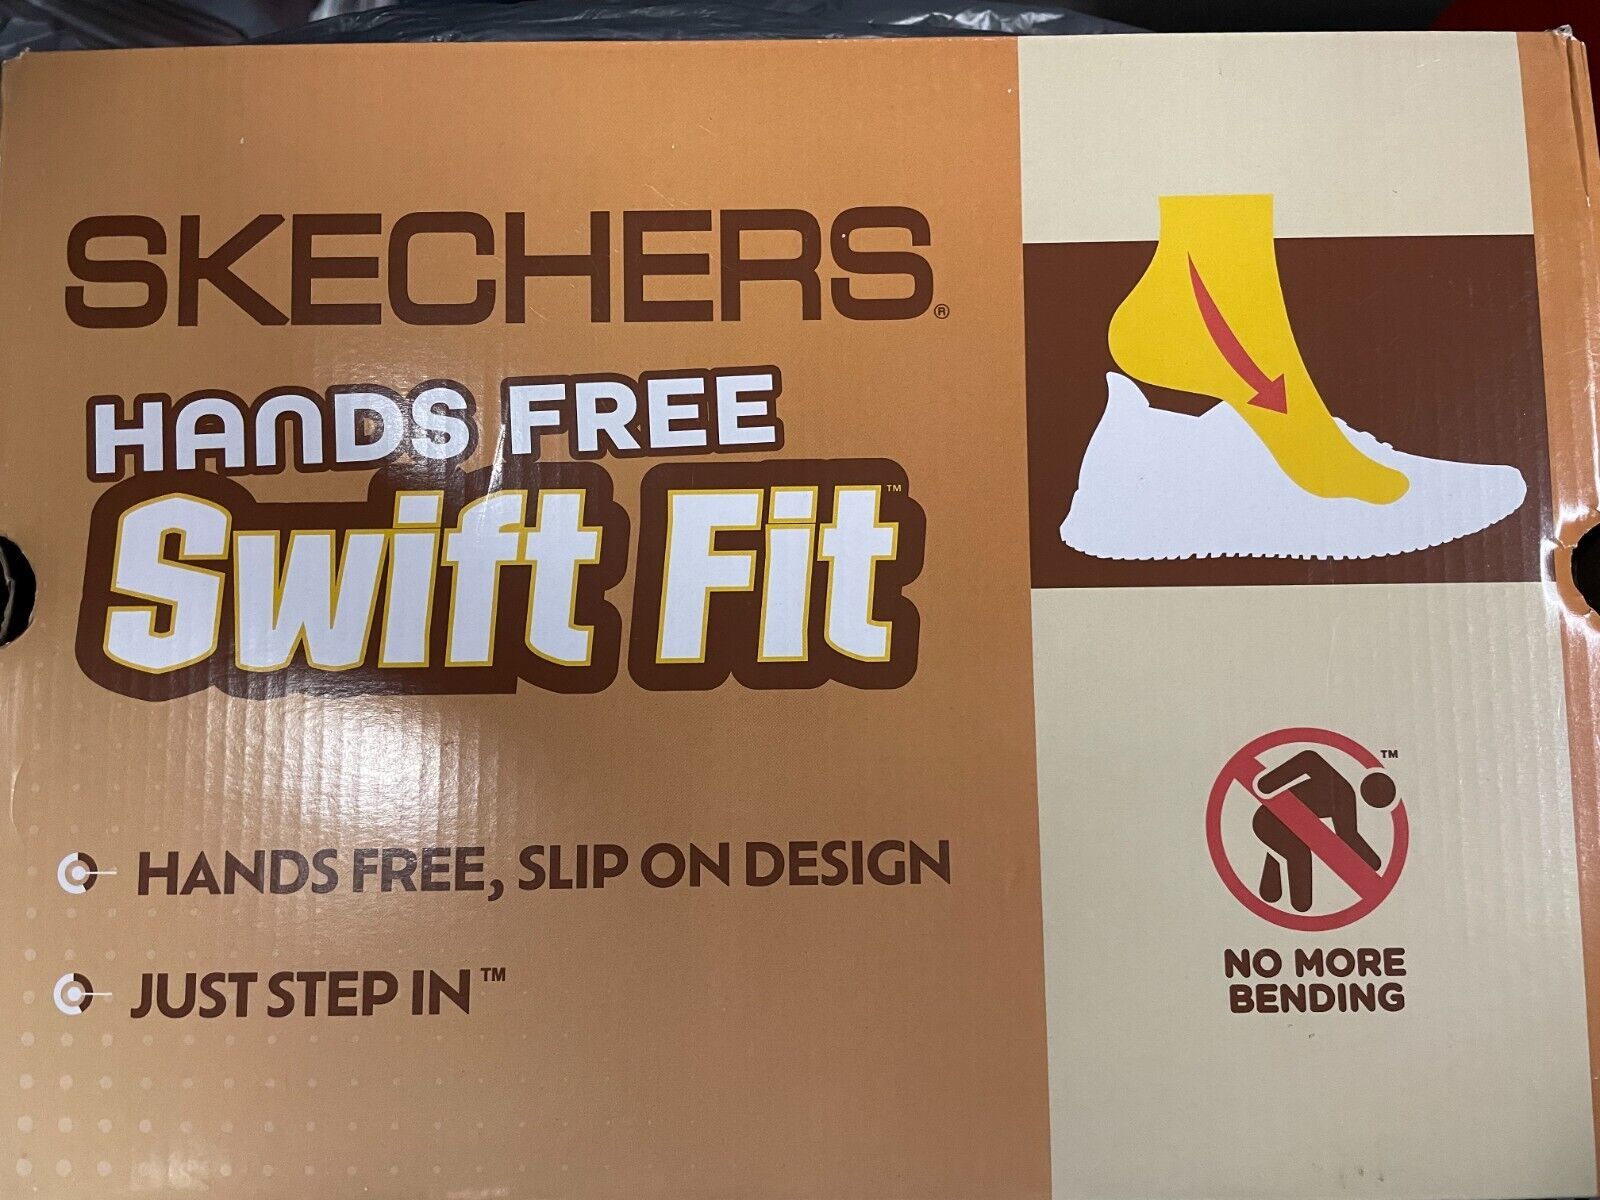 SKECHERS®
HANDS FREE
Swift Fit™
HANDS FREE, SLIP ON DESIGN
JUST STEP IN™
™
NO MORE
BENDING